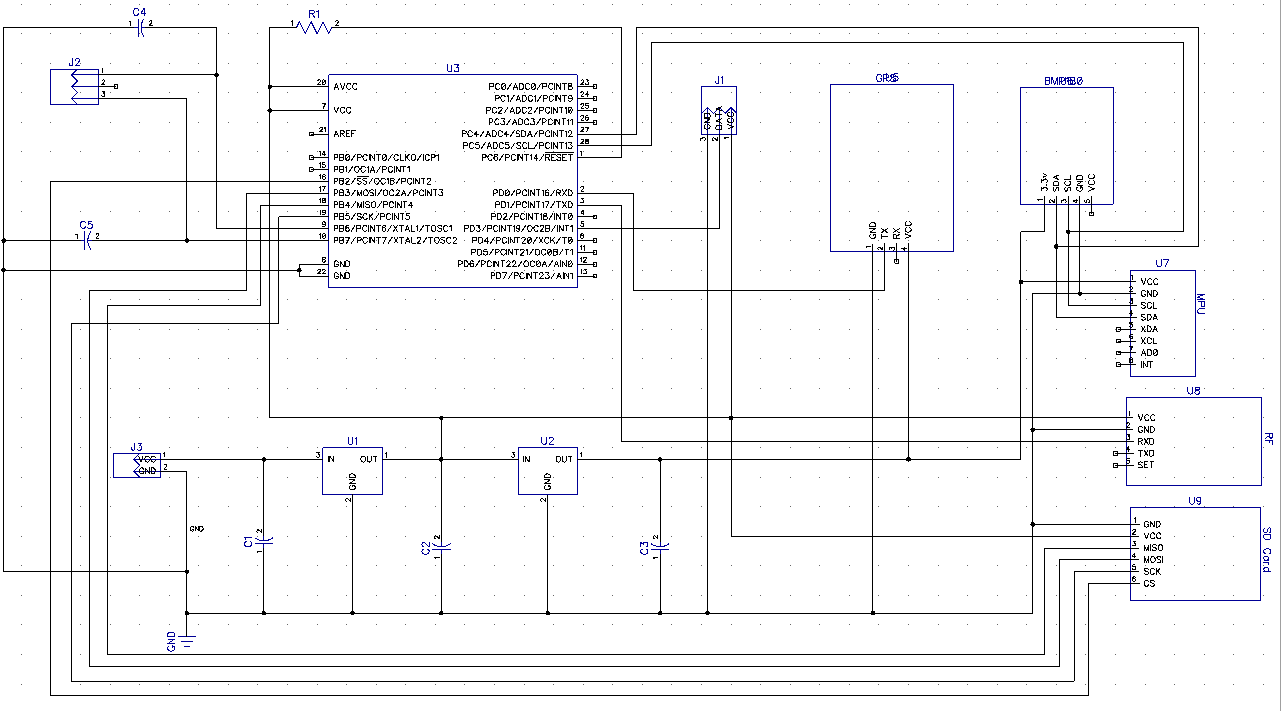 C4
1 2
R1
1 2
J2
1
2
3
U3
20 AVCC
7 VCC
21 AREF
14 PB0/PCINT0/CLKO/ICP1
15 PB1/OC1A/PCINT1
16 PB2/SS/OC1B/PCINT2
17 PB3/MOSI/OC2A/PCINT3
18 PB4/MISO/PCINT4
19 PB5/SCK/PCINT5
9 PB6/PCINT6/XTAL1/TOSC1
10 PB7/PCINT7/XTAL2/TOSC2
8 GND
22 GND
PC0/ADC0/PCINT8 23
PC1/ADC1/PCINT9 24
PC2/ADC2/PCINT10 25
PC3/ADC3/PCINT11 26
PC4/ADC4/SDA/PCINT12 27
PC5/ADC5/SCL/PCINT13 28
PC6/PCINT14/RESET 1
PD0/PCINT16/RXD 2
PD1/PCINT17/TXD 3
PD2/PCINT18/INT0 4
PD3/PCINT19/OC2B/INT1 5
PD4/PCINT20/XCK/T0 6
PD5/PCINT21/OC0B/T1 11
PD6/PCINT22/OC0A/AIN0 12
PD7/PCINT23/AIN1 13
C5
1 2
J1
GND
DATA
VCC
3 2 1
GND
TX
RX
VCC
1 2 3 4
3.3v
SDA
SCL
GND
VCC
1 2 3 4 5
U7
1 VCC
2 GND
3 SCL
4 SDA
5 XDA
6 XCL
7 AD0
8 INT
MPU
U8
1 VCC
2 GND
3 RXD
4 TXD
5 SET
RF
U9
1 GND
2 VCC
3 MISO
4 MOSI
5 SCK
6 CS
SD Card
J3
VCC 1
GND 2
U1
3 IN OUT 1
GND
2
U2
3 IN OUT 1
GND
2
GND
C1
2
1
C2
2
1
C3
2
1
GND